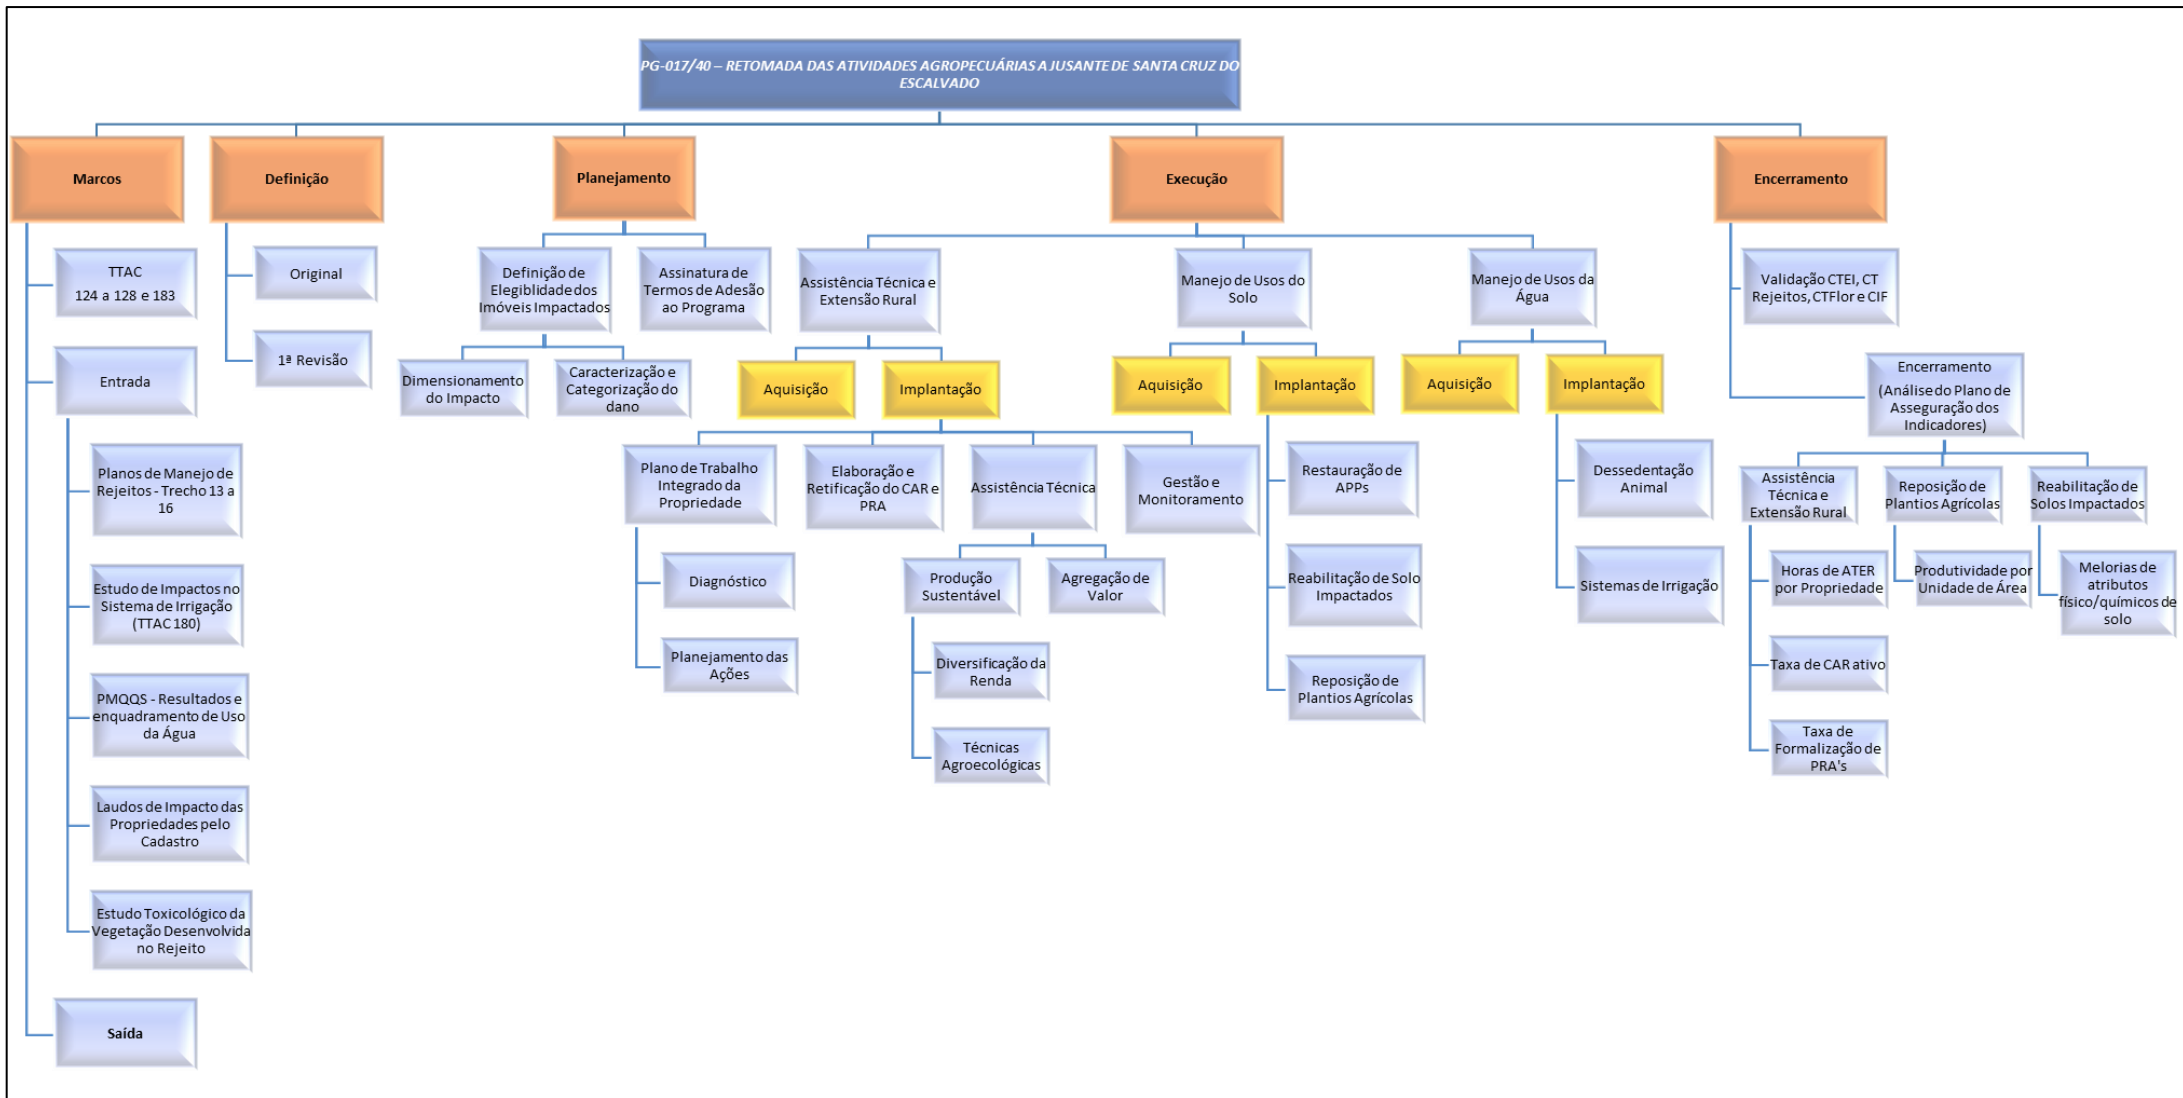 PG-017/40 – RETOMADA DAS ATIVIDADES AGROPECUÁRIAS A JUSANTE DE SANTA CRUZ DO
ESCALVADO
Marcos
TTAC
124 a 128 e 183
Entrada
Planos de Manejo de
Rejeitos - Trecho 13 a
16
Estudo de Impactos no
Sistema de Irrigação
(TTAC 180)
PMQQS - Resultados e
enquadramento de Uso
da Água
Laudos de Impacto das
Propriedades pelo
Cadastro
Estudo Toxicológico da
Vegetação Desenvolvida
no Rejeito
Saída
Definição
Original
1ª Revisão
Planejamento
Definição de
Elegiblidade dos
Imóveis Impactados
Dimensionamento
do Impacto
Caracterização e
Categorização do
dano
Assinatura de
Termos de Adesão
ao Programa
Execução
Assistência Técnica e
Extensão Rural
Aquisição
Implantação
Plano de Trabalho
Integrado da
Propriedade
Diagnóstico
Planejamento das
Ações
Elaboração e
Retificação do CAR e
PRA
Assistência Técnica
Produção
Sustentável
Diversificação da
Renda
Técnicas
Agroecológicas
Agregação de
Valor
Gestão e
Monitoramento
Manejo de Usos do
Solo
Aquisição
Implantação
Restauração de
APPs
Reabilitação de Solo
Impactados
Reposição de
Plantios Agrícolas
Manejo de Usos da
Água
Aquisição
Implantação
Dessedentação
Animal
Sistemas de Irrigação
Encerramento
Validação CTEI, CT
Rejeitos, CTFlor e CIF
Encerramento
(Análise do Plano de
Asseguração dos
Indicadores)
Assistência
Técnica e
Extensão Rural
Horas de ATER
por Propriedade
Taxa de CAR ativo
Taxa de
Formalização de
PRA's
Reposição de
Plantios Agrícolas
Produtividade por
Unidade de Área
Reabilitação de
Solos Impactados
Melorias de
atributos
físico/químicos de
solo